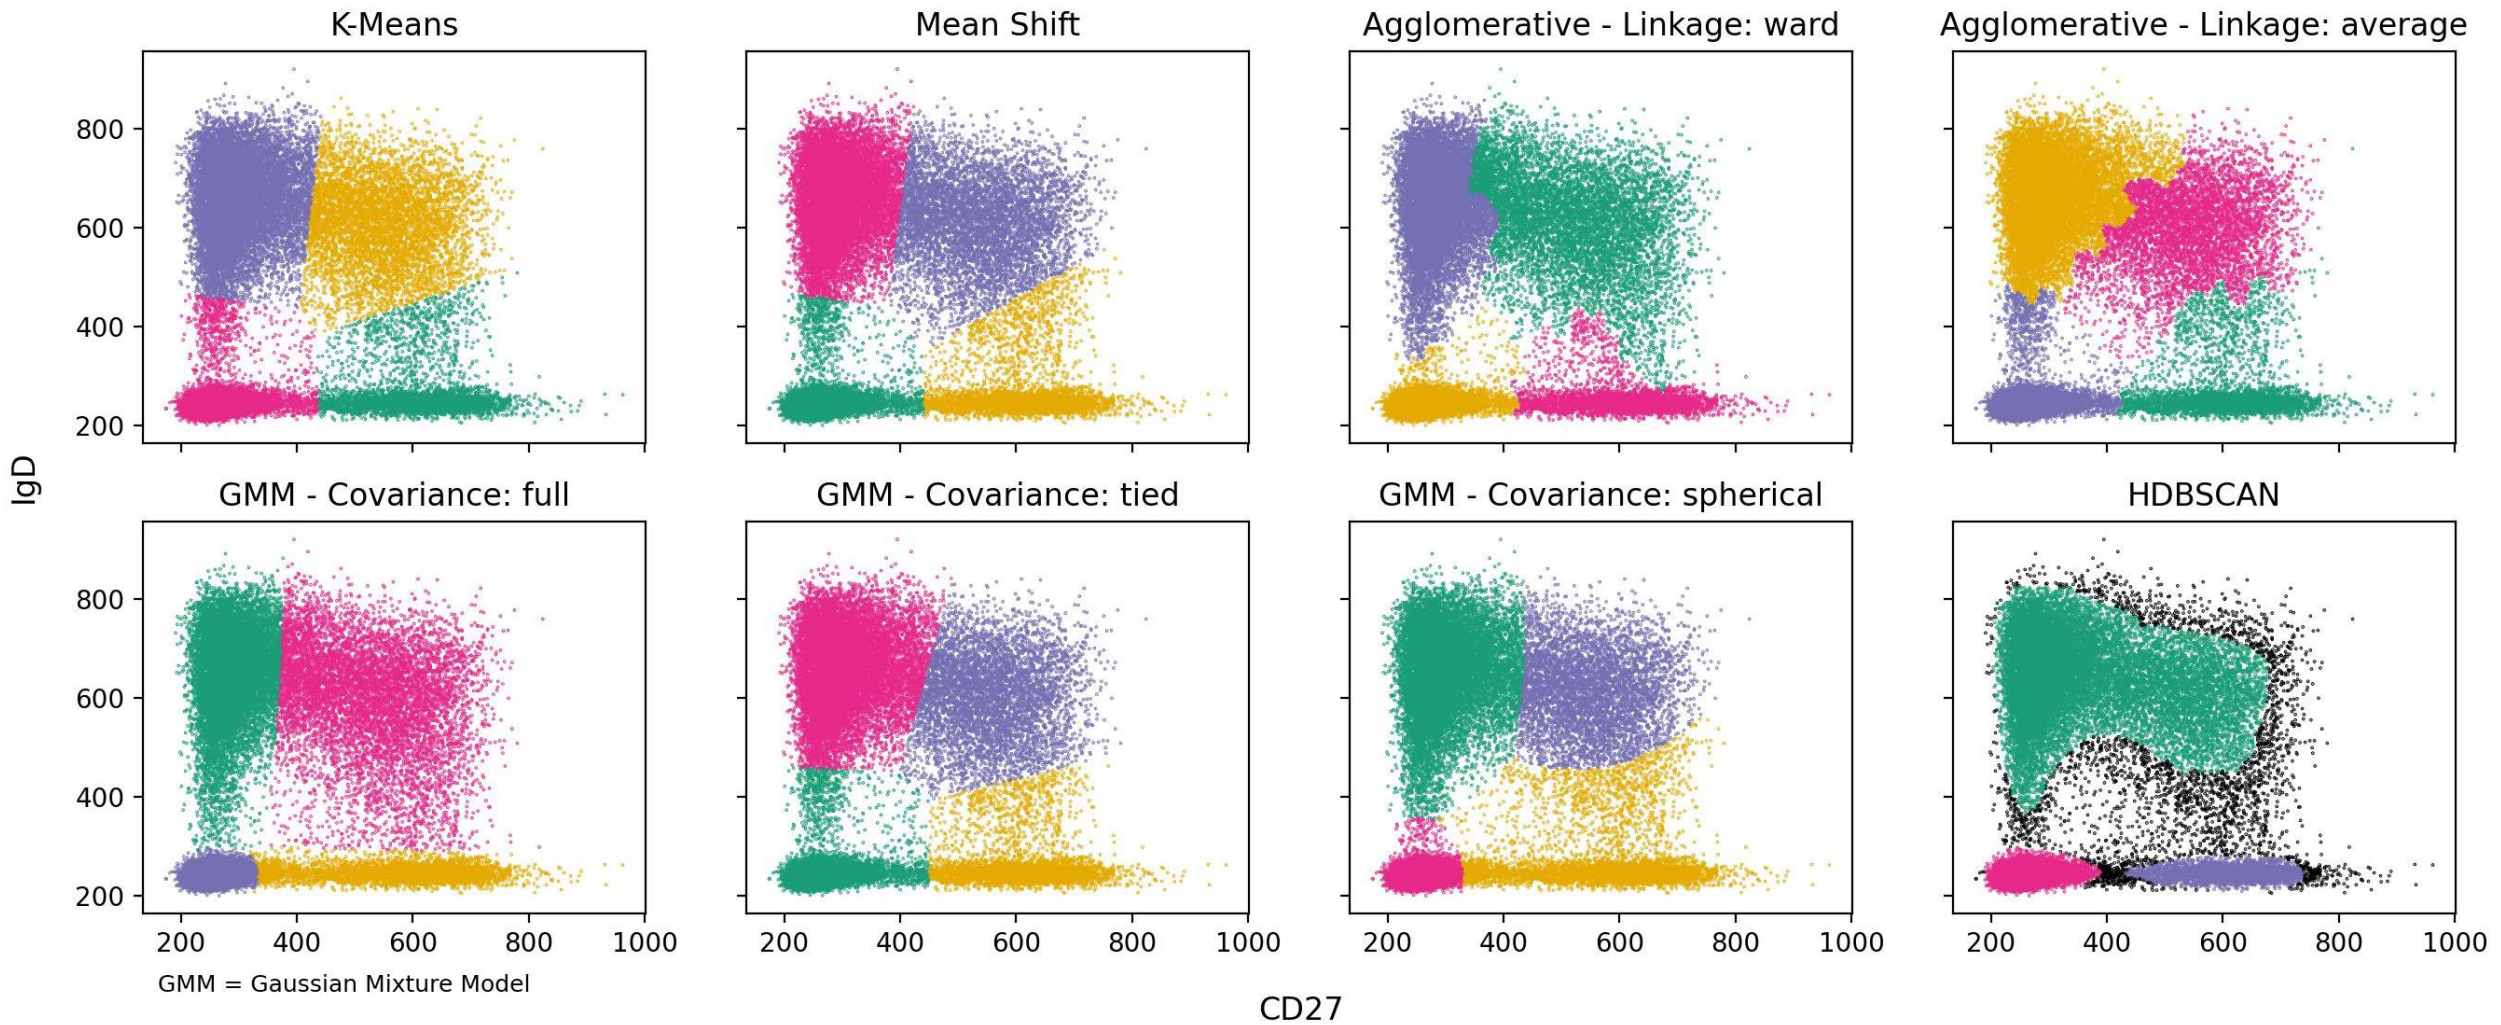 K-Means
Mean Shift
Agglomerative - Linkage: ward
Agglomerative - Linkage: average
800
600
400
200
IgD
GMM - Covariance: full
GMM - Covariance: tied
GMM - Covariance: spherical
HDBSCAN
800
600
400
200
200 400 600 800 1000
200 400 600 800 1000
200 400 600 800 1000
200 400 600 800 1000
GMM = Gaussian Mixture Model
CD27